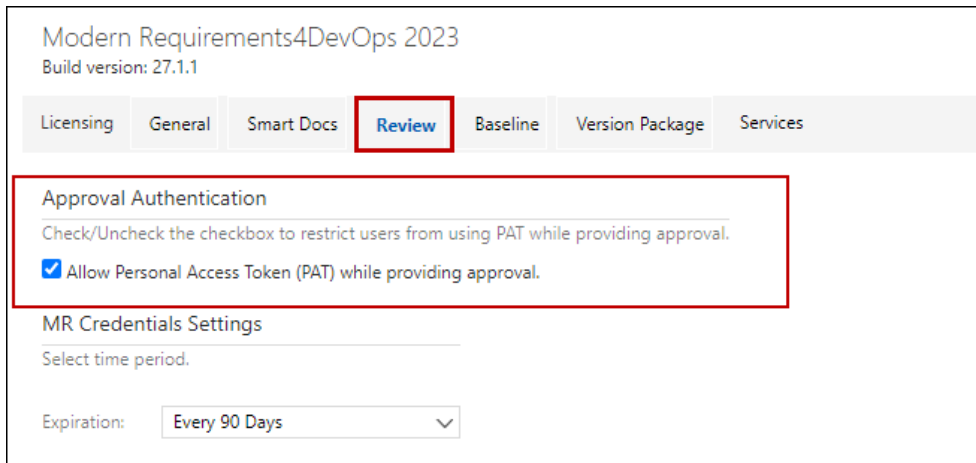 Modern Requirements4DevOps 2023
Build version: 27.1.1
Licensing General Smart Docs Review Baseline Version Package Services
Approval Authentication
Check/Uncheck the checkbox to restrict users from using PAT while providing approval.
Allow Personal Access Token (PAT) while providing approval.
MR Credentials Settings
Select time period.
Expiration: Every 90 Days